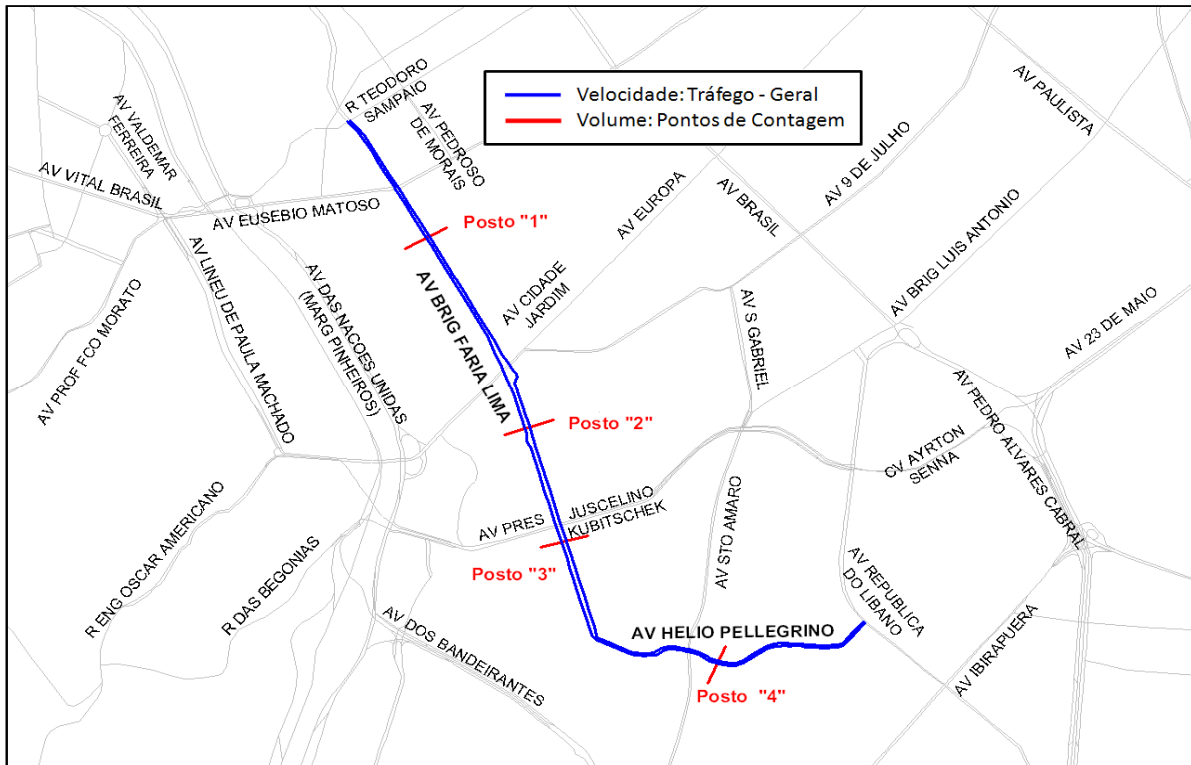 Velocidade: Tráfego - Geral
Volume: Pontos de Contagem
R TEODORO
SAMPAIO
AV PEDROSO
DE MORAIS
AV VALDEMAR
FERREIRA
AV VITAL BRASIL
AV EUSEBIO MATOSO
Posto "1"
AV PAULISTA
AV 9 DE JULHO
AV EUROPA
AV BRASIL
AV BRIG LUIS ANTONIO
AV 23 DE MAIO
AV PROF FCO MORATO
AV LINEU DE PAULA MACHADO
AV DAS NACOES UNIDAS
(MARG PINHEIROS)
AV BRIG FARIA LIMA
AV CIDADE
JARDIM
AV S GABRIEL
Posto "2"
AV PEDRO ALVARES CABRAL
CV AYRTON
SENNA
AV PRES
JUSCELINO
KUBITSCHEK
Posto "3"
R ENG OSCAR AMERICANO
R DAS BEGONIAS
AV STO AMARO
AV REPUBLICA
DO LIBANO
AV DOS BANDEIRANTES
AV HELIO PELLEGRINO
AV IBIRAPUERA
Posto "4"